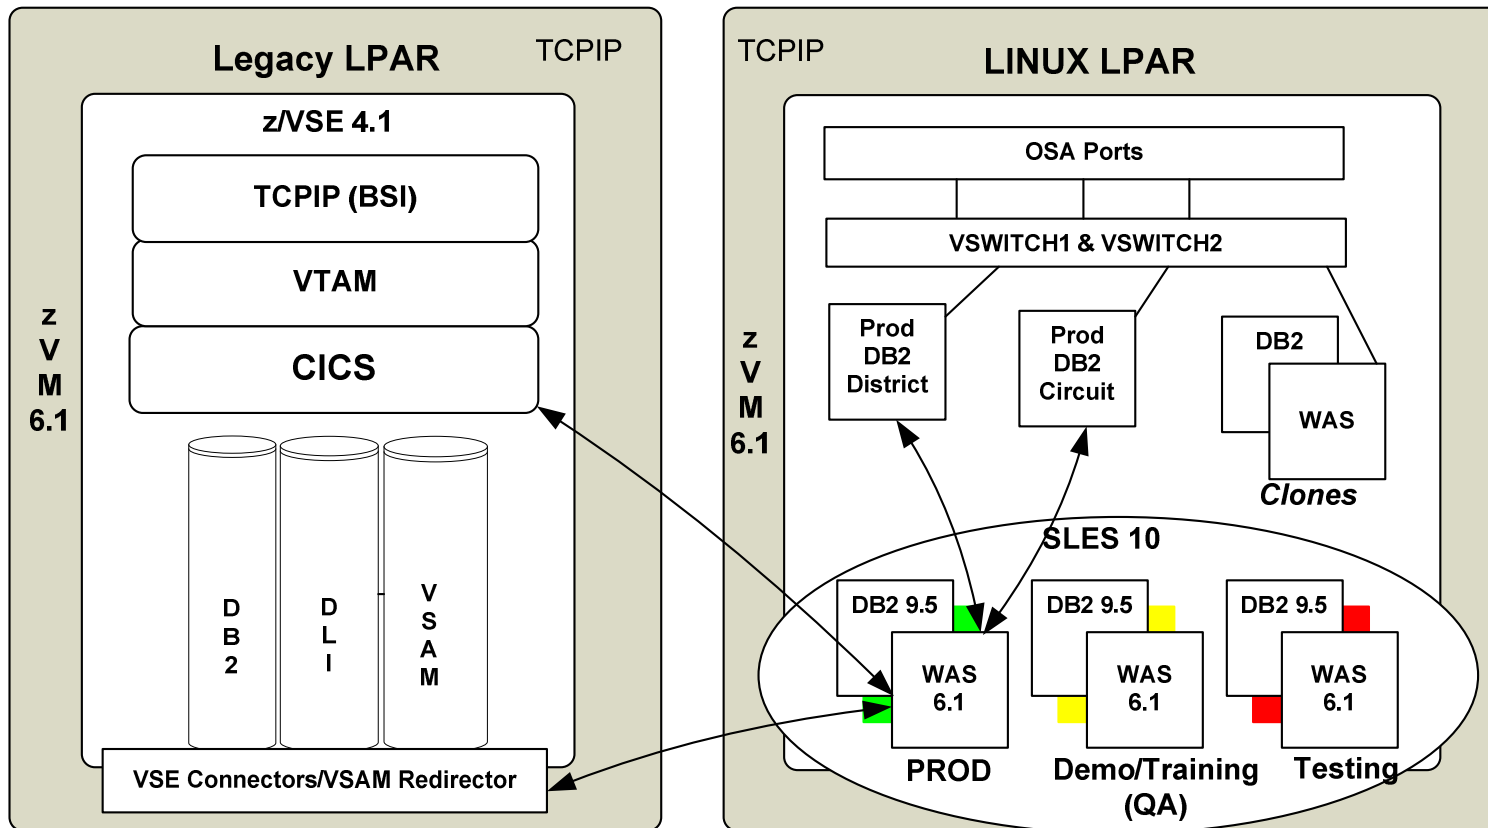 Legacy LPAR
TCPIP
z/VSE 4.1
TCPIP (BSI)
VTAM
CICS
z
V
M
6.1
D
B
2
D
L
I
V
S
A
M
VSE Connectors/VSAM Redirector
TCPIP
LINUX LPAR
OSA Ports
VSWITCH1 & VSWITCH2
z
V
M
6.1
Prod
DB2
District
Prod
DB2
Circuit
DB2
WAS
Clones
SLES 10
DB2 9.5
WAS
6.1
PROD
DB2 9.5
WAS
6.1
Demo/Training
(QA)
DB2 9.5
WAS
6.1
Testing